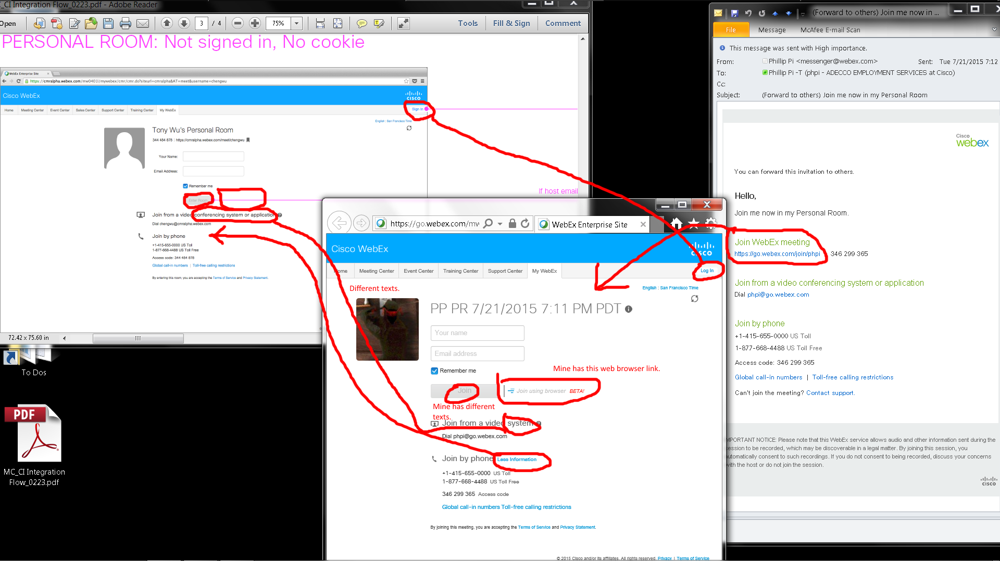 C_CI Integration Flow_0223.pdf - Adobe Reader
Open
3 / 4
75%
Tools
Fill & Sign
Comment
PERSONAL ROOM: Not signed in, No cookie
WebEx Enterprise Site
https://cmralpha.webex.com/mw0401l/mywebex/cmr/cmr.do?siteurl=cmralpha&AT=meet&username=chengwu
Cisco WebEx
CISCO
Home
Meeting Center
Event Center
Sales Center
Support Center
Training Center
My WebEx
Sign In
English : San Francisco Time
Tony Wu's Personal Room
344 484 878 | https://cmralpha.webex.com/meet/chengwu
Your Name:
Email Address:
Remember me
Enter Room
If host email
Join from a video conferencing system or application
Dial chengwu@cmralpha.webex.com
Join by phone
+1-415-655-0000 US Toll
1-877-668-4488 US Toll Free
Access code: 344 484 878
Global call-in numbers | Toll-free calling restrictions
By entering this room, you are accepting the Terms of Service and Privacy Statement.
72.42 x 75.60 in
To Dos
PDF
MC_CI Integration
Flow_0223.pdf
https://go.webex.com/mw
WebEx Enterprise Site
Cisco WebEx
CISCO
Home
Meeting Center
Event Center
Training Center
Support Center
My WebEx
Log In
Different texts.
English : San Francisco Time
PP PR 7/21/2015 7:11 PM PDT
Your name
Email address
Remember me
Mine has this web browser link.
Join
Join using browser BETA!
Mine has different
texts.
Join from a video system
Dial phpi@go.webex.com
Join by phone Less Information
+1-415-655-0000 US Toll
1-877-668-4488 US Toll Free
346 299 365 Access code
Global call-in numbers Toll-free calling restrictions
By joining this meeting, you are accepting the Terms of Service and Privacy Statement.
© 2015 Cisco and/or its affiliates. All rights reserved. Privacy | Terms of Service
(Forward to others) Join me now in ...
File
Message
McAfee E-mail Scan
This message was sent with High importance.
From: Phillip Pi <messenger@webex.com>
Sent: Tue 7/21/2015 7:12
To: Phillip Pi -T (phpi - ADECCO EMPLOYMENT SERVICES at Cisco)
Cc:
Subject: (Forward to others) Join me now in my Personal Room
Cisco
webex
You can forward this invitation to others.
Hello,
Join me now in my Personal Room.
Join WebEx meeting
https://go.webex.com/join/phpi 346 299 365
Join from a video conferencing system or application
Dial phpi@go.webex.com
Join by phone
+1-415-655-0000 US Toll
1-877-668-4488 US Toll Free
Access code: 346 299 365
Global call-in numbers | Toll-free calling restrictions
Can't join the meeting? Contact support.
MPORTANT NOTICE: Please note that this WebEx service allows audio and other information sent during the
session to be recorded, which may be discoverable in a legal matter. By joining this session, you
automatically consent to such recordings. If you do not consent to being recorded, discuss your concerns
with the host or do not join the session.
CISCO